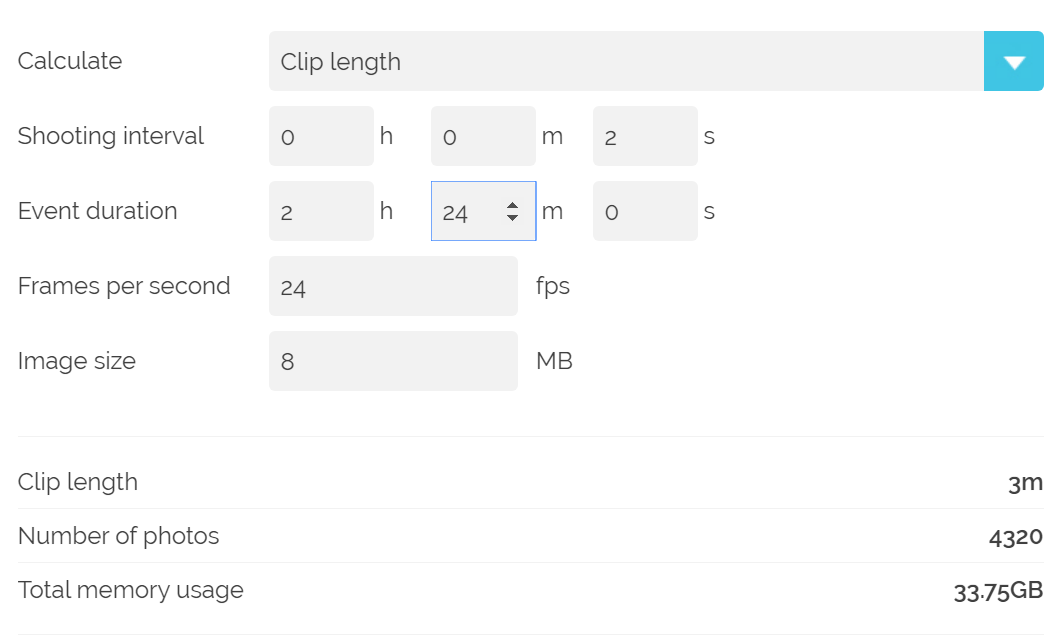 Calculate Clip length
Shooting interval 0 h 0 m 2 s
Event duration 2 h 24 m 0 s
Frames per second 24 fps
Image size 8 MB
Clip length 3m
Number of photos 4320
Total memory usage 33.75GB